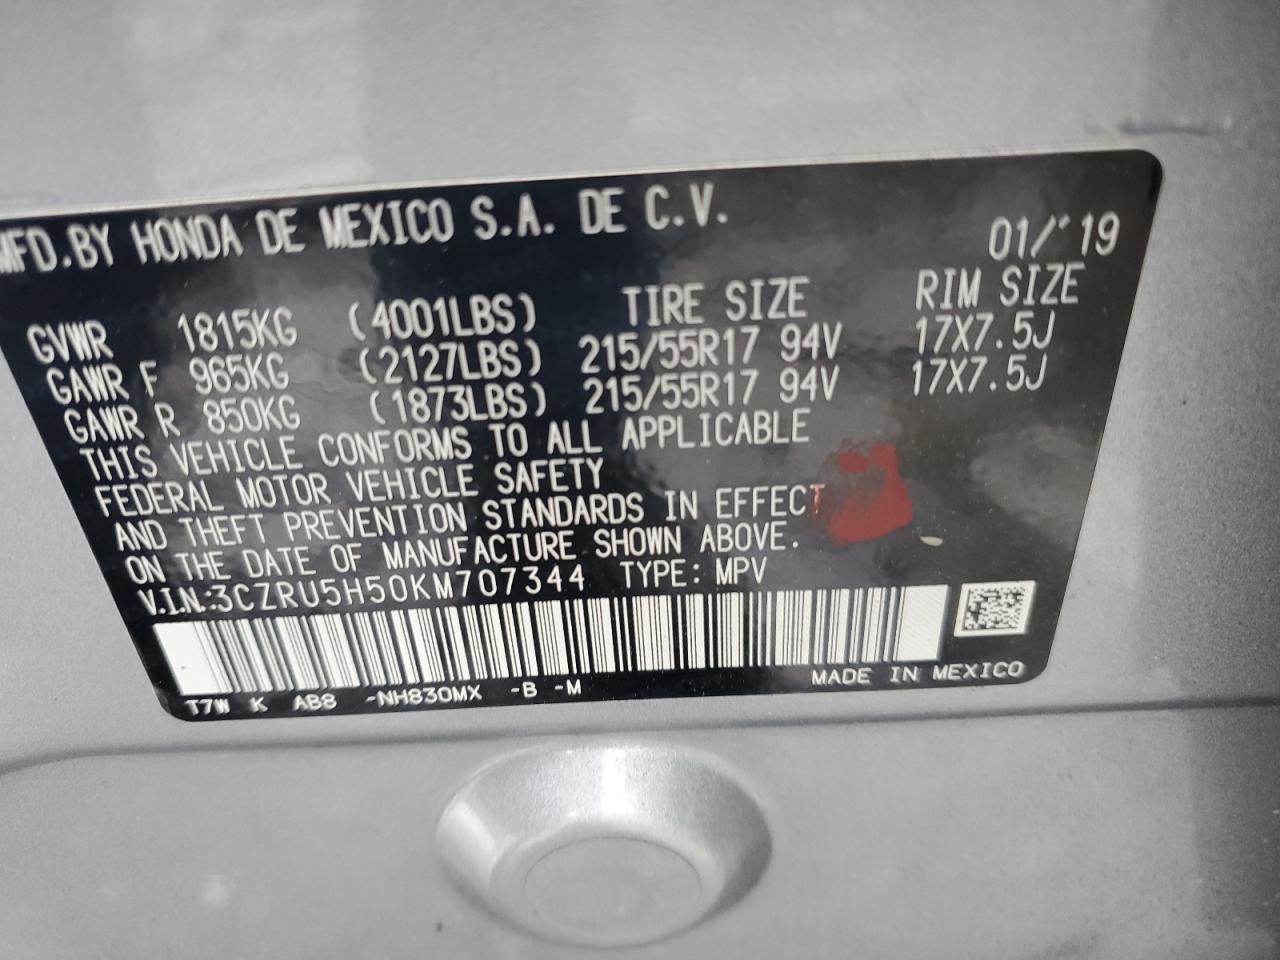 MFD.BY HONDA DE MEXICO S.A. DE C.V. 01/'19
GVWR 1815KG (4001LBS) TIRE SIZE RIM SIZE
GAWR F 965KG (2127LBS) 215/55R17 94V 17X7.5J
GAWR R 850KG (1873LBS) 215/55R17 94V 17X7.5J
THIS VEHICLE CONFORMS TO ALL APPLICABLE
FEDERAL MOTOR VEHICLE SAFETY
AND THEFT PREVENTION STANDARDS IN EFFECT
ON THE DATE OF MANUFACTURE SHOWN ABOVE.
V.I.N.:3CZRU5H50KM707344 TYPE: MPV
T7W K AB8 -NH830MX -B -M MADE IN MEXICO